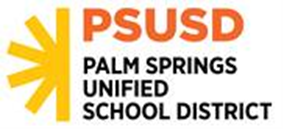 PSUSD
PALM SPRINGS
UNIFIED
SCHOOL DISTRICT